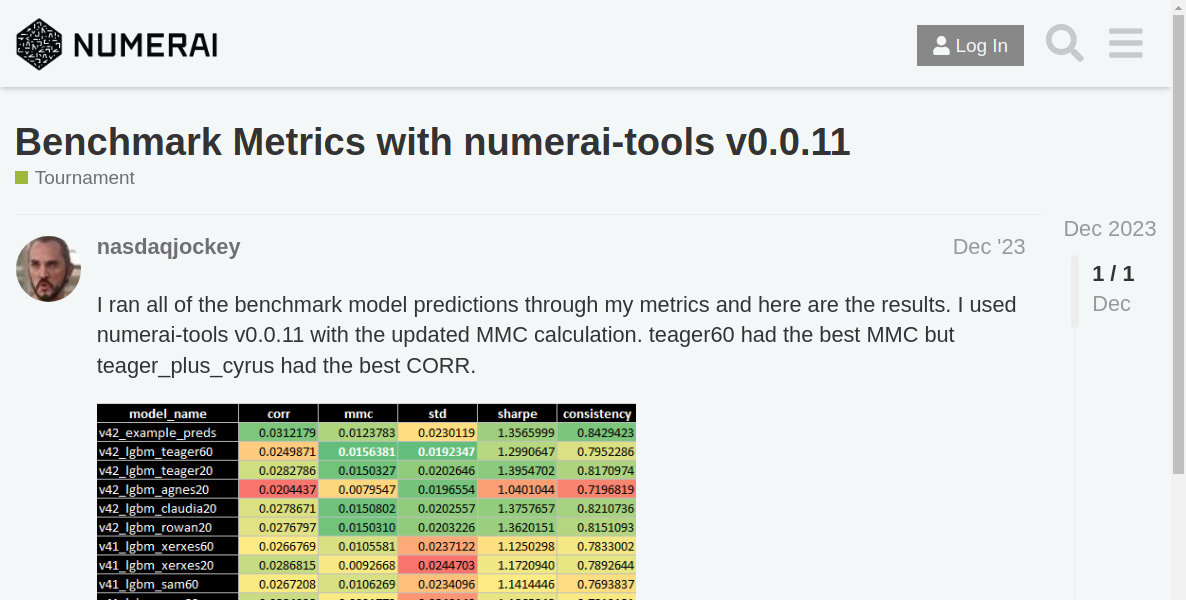 NUMERAI
Log In
Benchmark Metrics with numerai-tools v0.0.11
Tournament
nasdaqjockey
Dec '23
Dec 2023
1 / 1
Dec
I ran all of the benchmark model predictions through my metrics and here are the results. I used
numerai-tools v0.0.11 with the updated MMC calculation. teager60 had the best MMC but
teager_plus_cyrus had the best CORR.
model_name corr mmc std sharpe consistency
v42_example_preds 0.0312179 0.0123783 0.0230119 1.3565999 0.8429423
v42_lgbm_teager60 0.0249871 0.0156381 0.0192347 1.2990647 0.7952286
v42_lgbm_teager20 0.0282786 0.0150327 0.0202646 1.3954702 0.8170974
v42_lgbm_agnes20 0.0204437 0.0079547 0.0196554 1.0401044 0.7196819
v42_lgbm_claudia20 0.0278671 0.0150802 0.0202557 1.3757657 0.8210736
v42_lgbm_rowan20 0.0276797 0.0150310 0.0203226 1.3620151 0.8151093
v41_lgbm_xerxes60 0.0266769 0.0105581 0.0237122 1.1250298 0.7833002
v41_lgbm_xerxes20 0.0286815 0.0092668 0.0244703 1.1720940 0.7892644
v41_lgbm_sam60 0.0267208 0.0106269 0.0234096 1.1414446 0.7693837